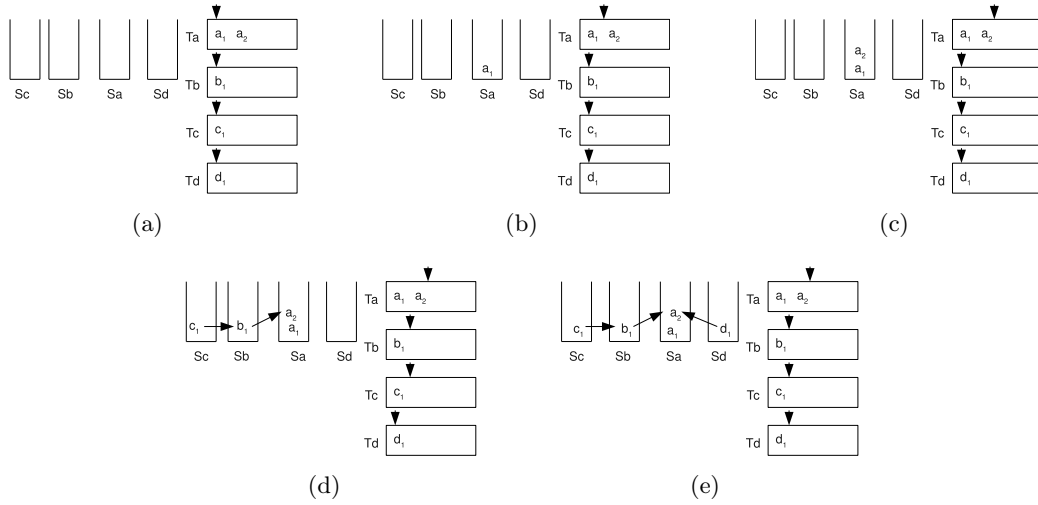 Ta a₁ a₂
Tb b₁
Tc c₁
Td d₁
Sc Sb Sa Sd
(a)
Ta a₁ a₂
Tb b₁
Tc c₁
Td d₁
a₁
Sc Sb Sa Sd
(b)
Ta a₁ a₂
Tb b₁
Tc c₁
Td d₁
a₂
a₁
Sc Sb Sa Sd
(c)
Ta a₁ a₂
Tb b₁
Tc c₁
Td d₁
a₂
c₁ b₁ a₁
Sc Sb Sa Sd
(d)
Ta a₁ a₂
Tb b₁
Tc c₁
Td d₁
a₂
c₁ b₁ a₁ d₁
Sc Sb Sa Sd
(e)